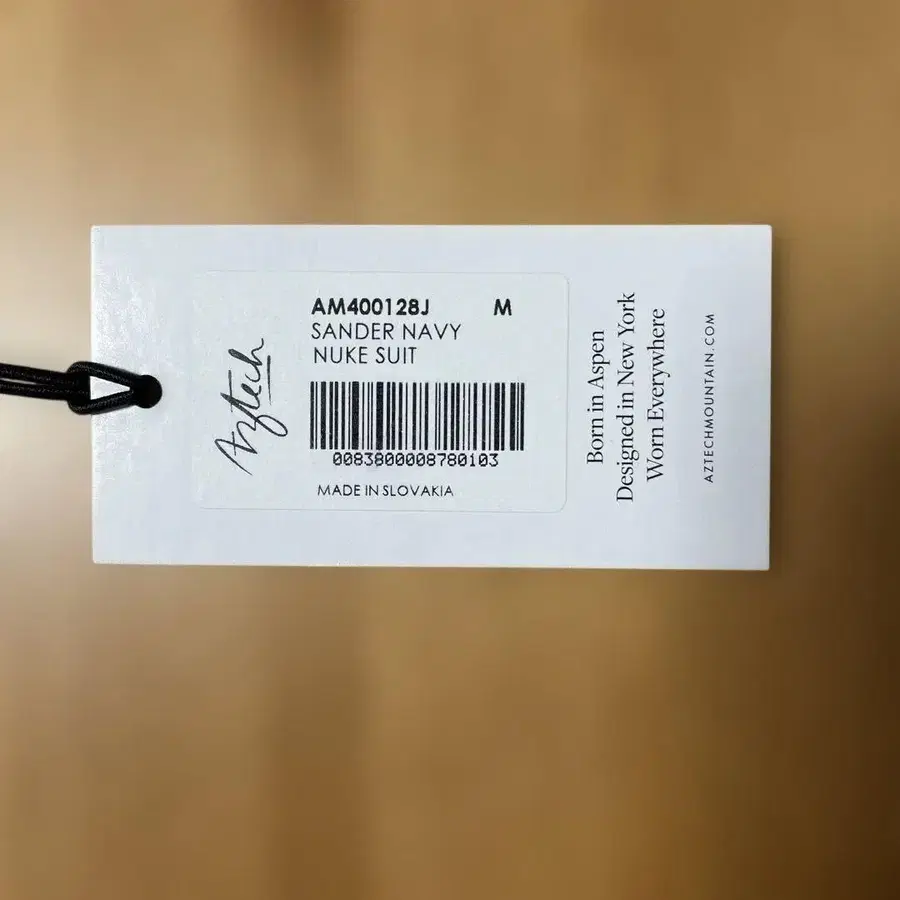 Aztech
AM400128J M
SANDER NAVY
NUKE SUIT
0083800008780103
MADE IN SLOVAKIA
Born in Aspen
Designed in New York
Worn Everywhere
AZTECHMOUNTAIN.COM